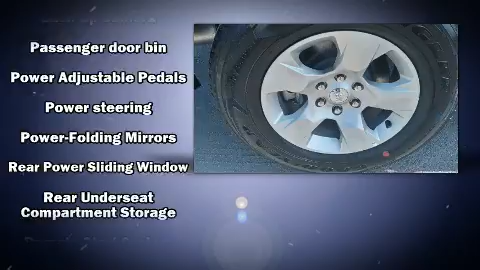 Passenger door bin
Power Adjustable Pedals
Power steering
Power-Folding Mirrors
Rear Power Sliding Window
Rear Underseat
Compartment Storage